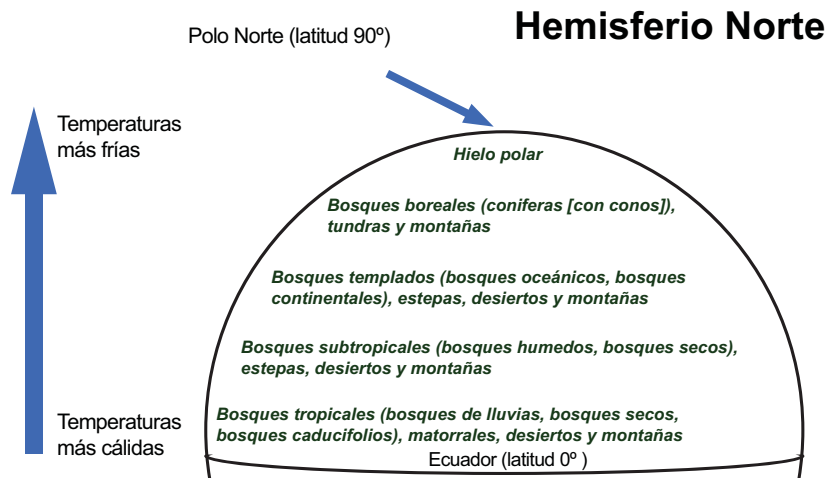 Hemisferio Norte
Polo Norte (latitud 90º)
Temperaturas
más frías
Hielo polar
Bosques boreales (coniferas [con conos]),
tundras y montañas
Bosques templados (bosques oceánicos, bosques
continentales), estepas, desiertos y montañas
Bosques subtropicales (bosques humedos, bosques secos),
estepas, desiertos y montañas
Temperaturas
más cálidas
Bosques tropicales (bosques de lluvias, bosques secos,
bosques caducifolios), matorrales, desiertos y montañas
Ecuador (latitud 0º )